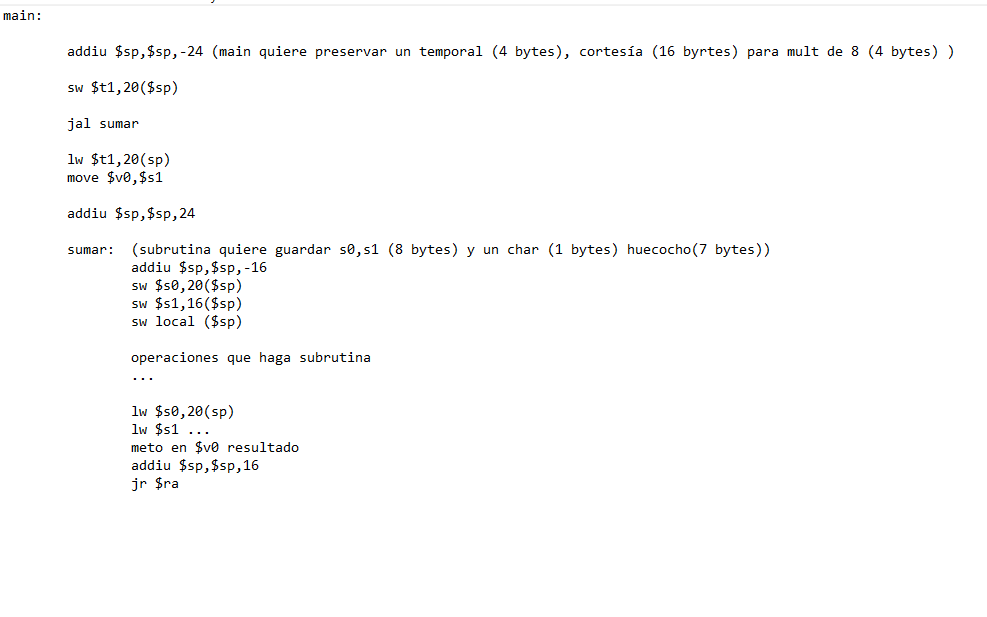 main:
addiu $sp,$sp,-24 (main quiere preservar un temporal (4 bytes), cortesía (16 byrtes) para mult de 8 (4 bytes) )
sw $t1,20($sp)
jal sumar
lw $t1,20(sp)
move $v0,$s1
addiu $sp,$sp,24
sumar: (subrutina quiere guardar s0,s1 (8 bytes) y un char (1 bytes) huecocho(7 bytes))
addiu $sp,$sp,-16
sw $s0,20($sp)
sw $s1,16($sp)
sw local ($sp)
operaciones que haga subrutina
...
lw $s0,20(sp)
lw $s1 ...
meto en $v0 resultado
addiu $sp,$sp,16
jr $ra